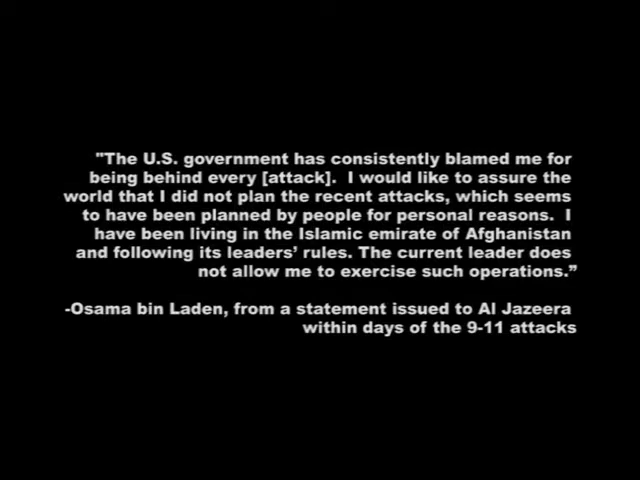 "The U.S. government has consistently blamed me for
being behind every [attack].  I would like to assure the
world that I did not plan the recent attacks, which seems
to have been planned by people for personal reasons.  I
have been living in the Islamic emirate of Afghanistan
and following its leaders’ rules. The current leader does
not allow me to exercise such operations.”
-Osama bin Laden, from a statement issued to Al Jazeera
within days of the 9-11 attacks